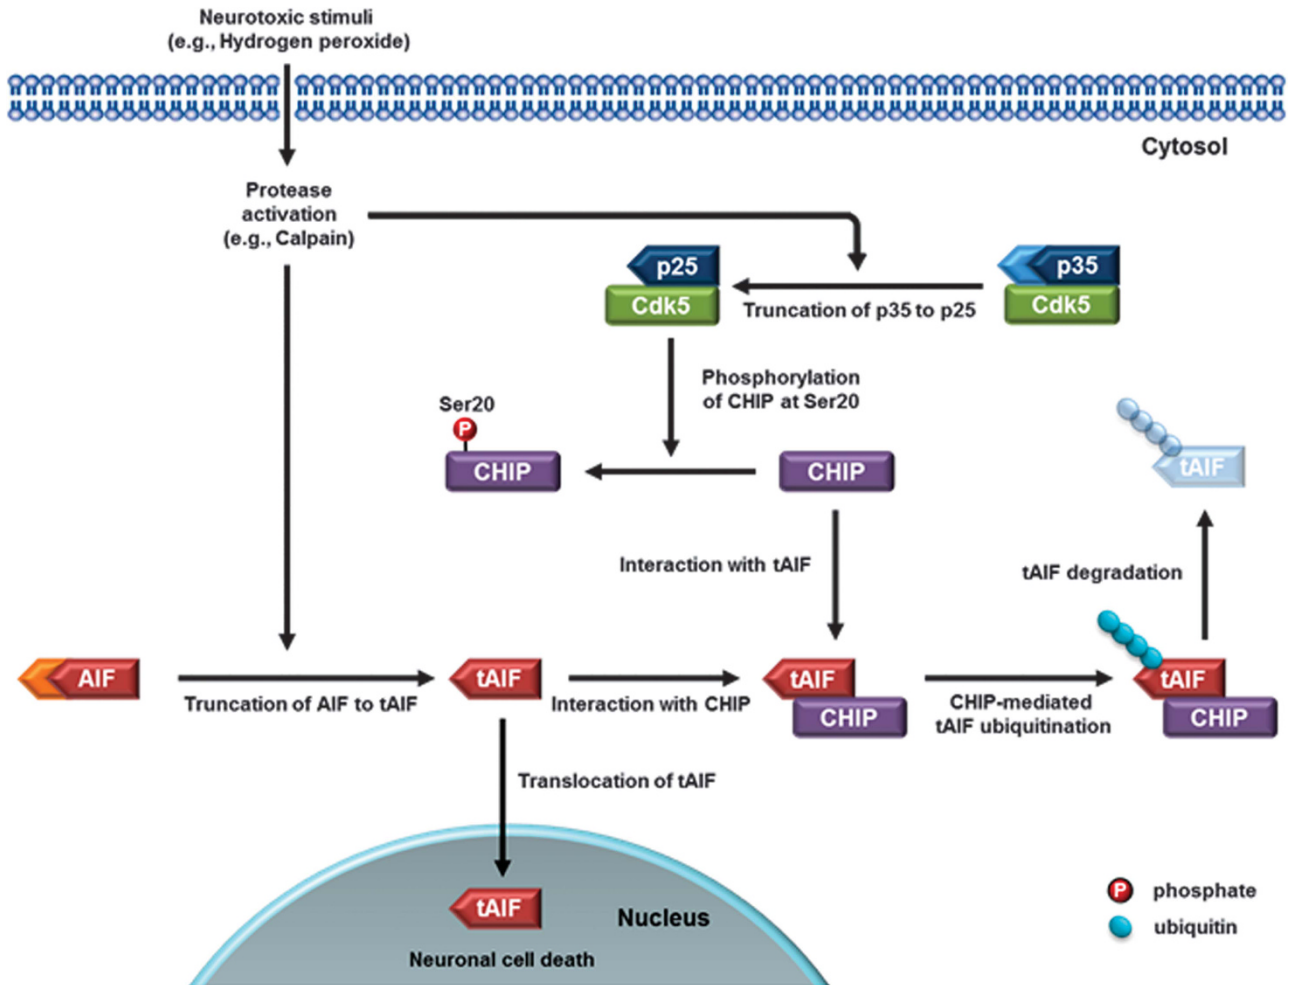 Neurotoxic stimuli
(e.g., Hydrogen peroxide)
Cytosol
Protease
activation
(e.g., Calpain)
p25
Cdk5
p35
Cdk5
Truncation of p35 to p25
Phosphorylation
of CHIP at Ser20
Ser20
P
CHIP
CHIP
tAIF
Interaction with tAIF
tAIF degradation
AIF
Truncation of AIF to tAIF
tAIF
Interaction with CHIP
tAIF
CHIP
CHIP-mediated
tAIF ubiquitination
tAIF
CHIP
Translocation of tAIF
tAIF
Nucleus
Neuronal cell death
P phosphate
ubiquitin